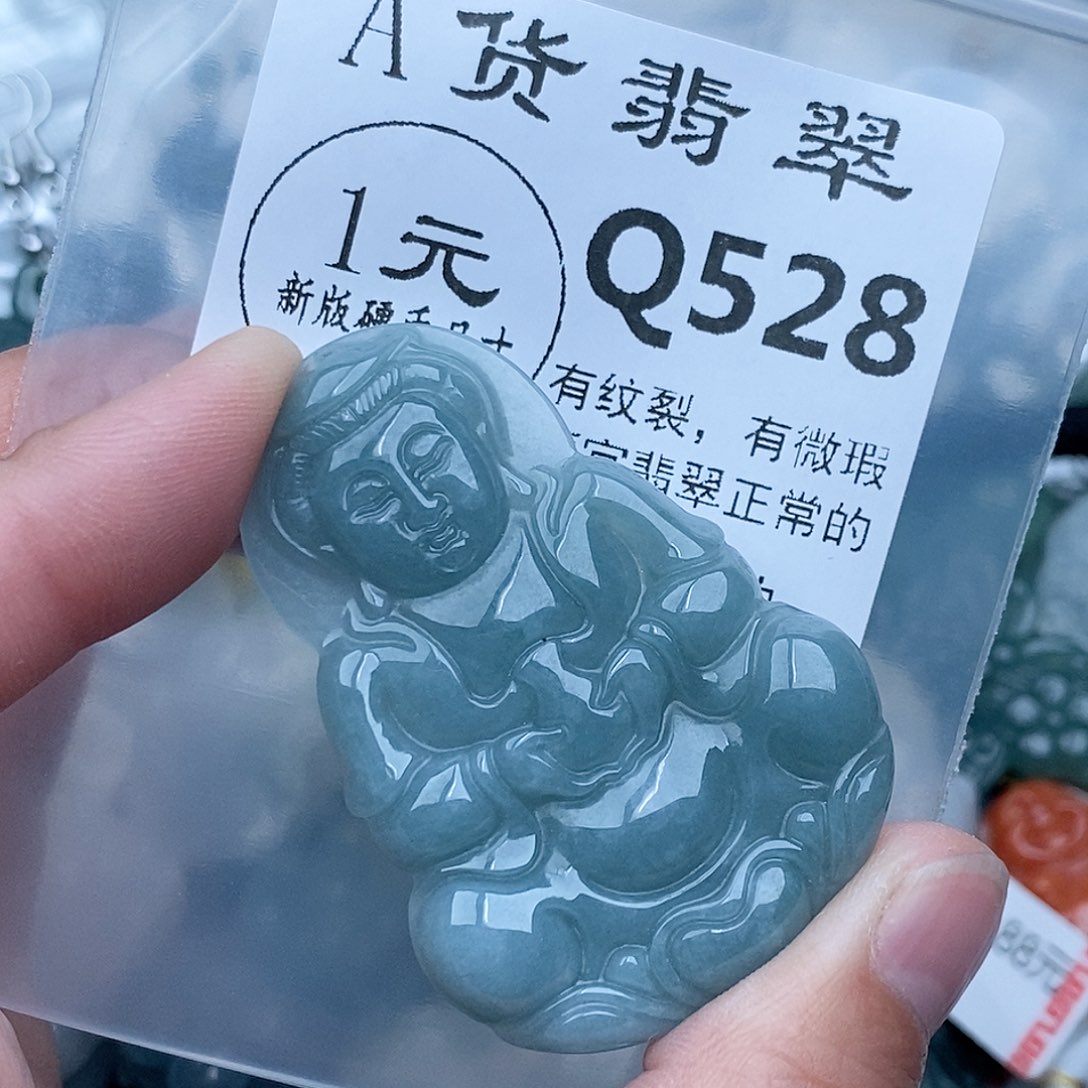 A货翡翠
1元
Q528
新版硬币
有纹裂，有微瑕
翡翠正常的
88元